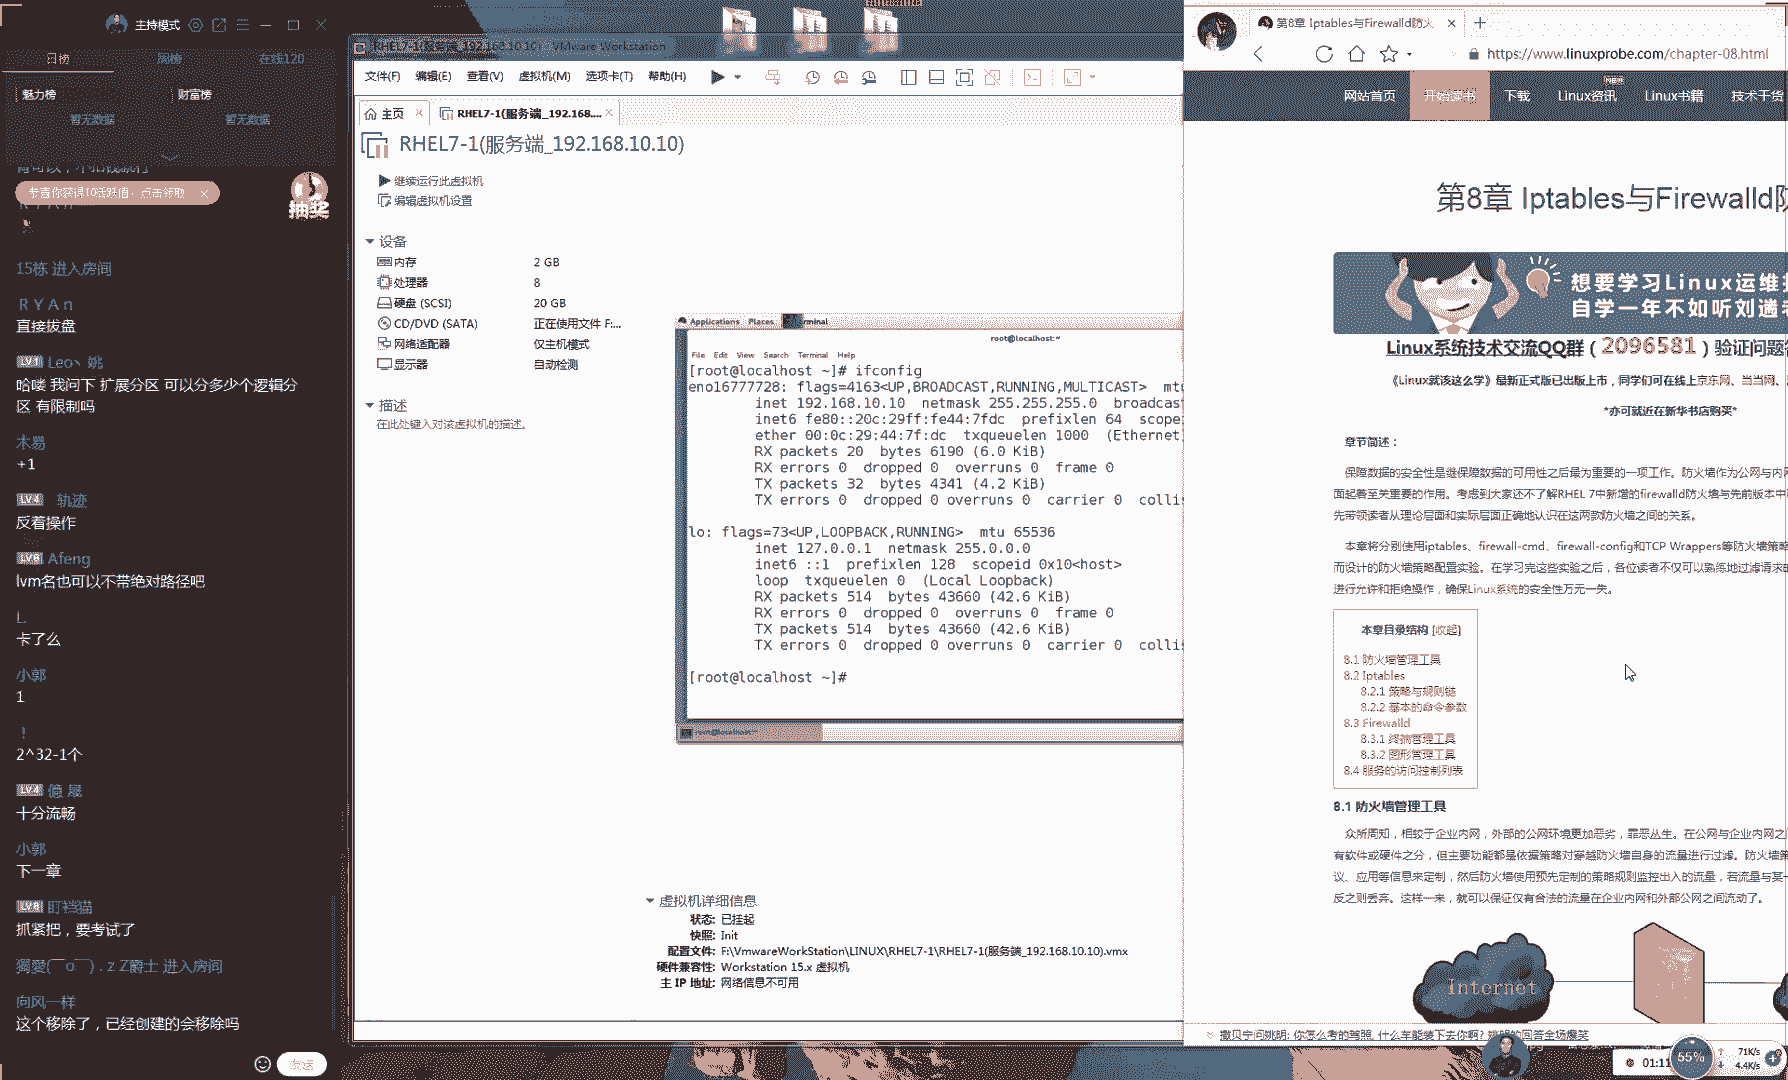 主持模式
日榜
周榜
在线120
魅力榜
财富榜
暂无数据
暂无数据
恭喜你获得10活跃值，点击领取
抽奖
15栋 进入房间
R Y A n
直接拔盘
LV1 Leo丶姚
哈喽 我问下 扩展分区 可以分多少个逻辑分
区 有限制吗
木易
+1
LV4 轨迹
反着操作
LV6 Afeng
lvm名也可以不带绝对路径吧
L
卡了么
小郭
1
!
2^32-1个
LV4 億 晟
十分流畅
小郭
下一章
抓紧把，要考试了
进入房间
向风一样
这个移除了，已经创建的会移除吗
发送
RHEL7-1(服务端_192.168.10.10) - VMware Workstation
文件(F) 编辑(E) 查看(V) 虚拟机(M) 选项卡(T) 帮助(H)
主页
RHEL7-1(服务端_192.168....
RHEL7-1(服务端_192.168.10.10)
继续运行此虚拟机
编辑虚拟机设置
设备
内存 2 GB
处理器 8
硬盘 (SCSI) 20 GB
CD/DVD (SATA) 正在使用文件 F:...
网络适配器 仅主机模式
显示器 自动检测
描述
在此处键入对该虚拟机的描述。
Applications Places Terminal
root@localhost:~
File Edit View Search Terminal Help
[root@localhost ~]# ifconfig
eno16777728: flags=4163<UP,BROADCAST,RUNNING,MULTICAST> mtu
inet 192.168.10.10 netmask 255.255.255.0 broadcas
inet6 fe80::20c:29ff:fe44:7fdc prefixlen 64 scope
ether 00:0c:29:44:7f:dc txqueuelen 1000 (Ethernet
RX packets 20 bytes 6190 (6.0 KiB)
RX errors 0 dropped 0 overruns 0 frame 0
TX packets 32 bytes 4341 (4.2 KiB)
TX errors 0 dropped 0 overruns 0 carrier 0 collis
lo: flags=73<UP,LOOPBACK,RUNNING> mtu 65536
inet 127.0.0.1 netmask 255.0.0.0
inet6 ::1 prefixlen 128 scopeid 0x10<host>
loop txqueuelen 0 (Local Loopback)
RX packets 514 bytes 43660 (42.6 KiB)
RX errors 0 dropped 0 overruns 0 frame 0
TX packets 514 bytes 43660 (42.6 KiB)
TX errors 0 dropped 0 overruns 0 carrier 0 collis
[root@localhost ~]#
root@localhost:~
虚拟机详细信息
状态: 已挂起
快照: Init
配置文件: F:\VmwareWorkStation\LINUX\RHEL7-1\RHEL7-1(服务端_192.168.10.10).vmx
硬件兼容性: Workstation 15.x 虚拟机
主 IP 地址: 网络信息不可用
第8章 Iptables与Firewalld防火
https://www.linuxprobe.com/chapter-08.html
网站首页 开始读书 下载 Linux资讯 NEW Linux书籍 技术干货
第8章 Iptables与Firewalld防
想要学习Linux运维
自学一年不如听刘遄老
Linux系统技术交流QQ群（2096581）验证问题答
《Linux就该这么学》最新正式版已出版上市，同学们可在线上京东网、当当网、
*亦可就近在新华书店购买*
章节简述：
保障数据的安全性是继保障数据的可用性之后最为重要的一项工作。防火墙作为公网与内网
面起着至关重要的作用。考虑到大家还不了解RHEL 7中新增的firewalld防火墙与先前版本中
先带领读者从理论层面和实际层面正确地认识在这两款防火墙之间的关系。
本章将分别使用iptables、firewall-cmd、firewall-config和TCP Wrappers等防火墙策略
而设计的防火墙策略配置实验。在学习完这些实验之后，各位读者不仅可以熟练地过滤请求的
进行允许和拒绝操作，确保Linux系统的安全性万无一失。
本章目录结构 [收起]
8.1 防火墙管理工具
8.2 Iptables
8.2.1 策略与规则链
8.2.2 基本的命令参数
8.3 Firewalld
8.3.1 终端管理工具
8.3.2 图形管理工具
8.4 服务的访问控制列表
8.1 防火墙管理工具
众所周知，相较于企业内网，外部的公网环境更加恶劣，罪恶丛生。在公网与企业内网之
有软件或硬件之分，但主要功能都是依据策略对穿越防火墙自身的流量进行过滤。防火墙策
议、应用等信息来定制，然后防火墙使用预先定制的策略规则监控出入的流量，若流量与某一
反之则丢弃。这样一来，就可以保证仅有合法的流量在企业内网和外部公网之间流动了。
Internet
撒贝宁问姚明: 你怎么考的驾照, 什么车能装下去你啊? 姚明的回答全场爆笑
01:11
55%
71K/s
4.4K/s